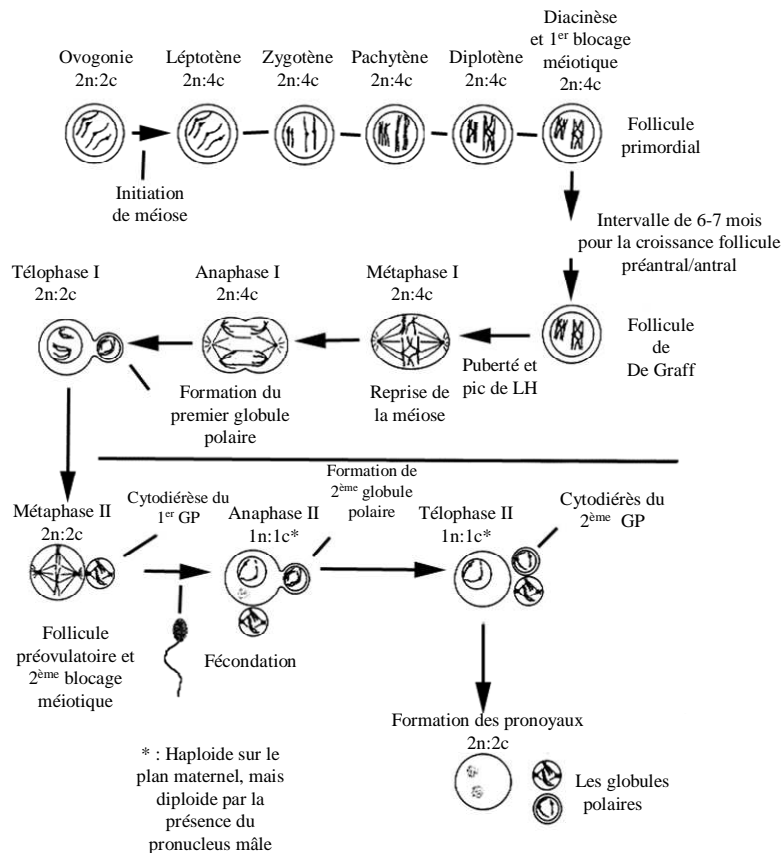 Ovogonie
2n:2c
Léptotène
2n:4c
Zygotène
2n:4c
Pachytène
2n:4c
Diplotène
2n:4c
Diacinèse
et 1er blocage
méiotique
2n:4c
Follicule
primordial
Initiation
de méiose
Intervalle de 6-7 mois
pour la croissance follicule
préantral/antral
Télophase I
2n:2c
Anaphase I
2n:4c
Métaphase I
2n:4c
Follicule
de
De Graff
Puberté et
pic de LH
Reprise de
la méiose
Formation du
premier globule
polaire
Métaphase II
2n:2c
Cytodiérèse du
1er GP
Anaphase II
1n:1c*
Formation de
2ème globule
polaire
Télophase II
1n:1c*
Cytodiérès du
2ème GP
Follicule
préovulatoire et
2ème blocage
méiotique
Fécondation
Formation des pronoyaux
2n:2c
Les globules
polaires
* : Haploide sur le
plan maternel, mais
diploide par la
présence du
pronucleus mâle